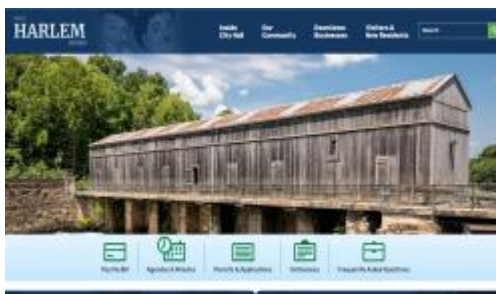 HARLEM
Inside
City Hall
Our
Community
Downtown
Businesses
Visitors &
New Residents
Search
Pay My Bill
Agendas & Minutes
Permits & Applications
Ordinances
Frequently Asked Questions